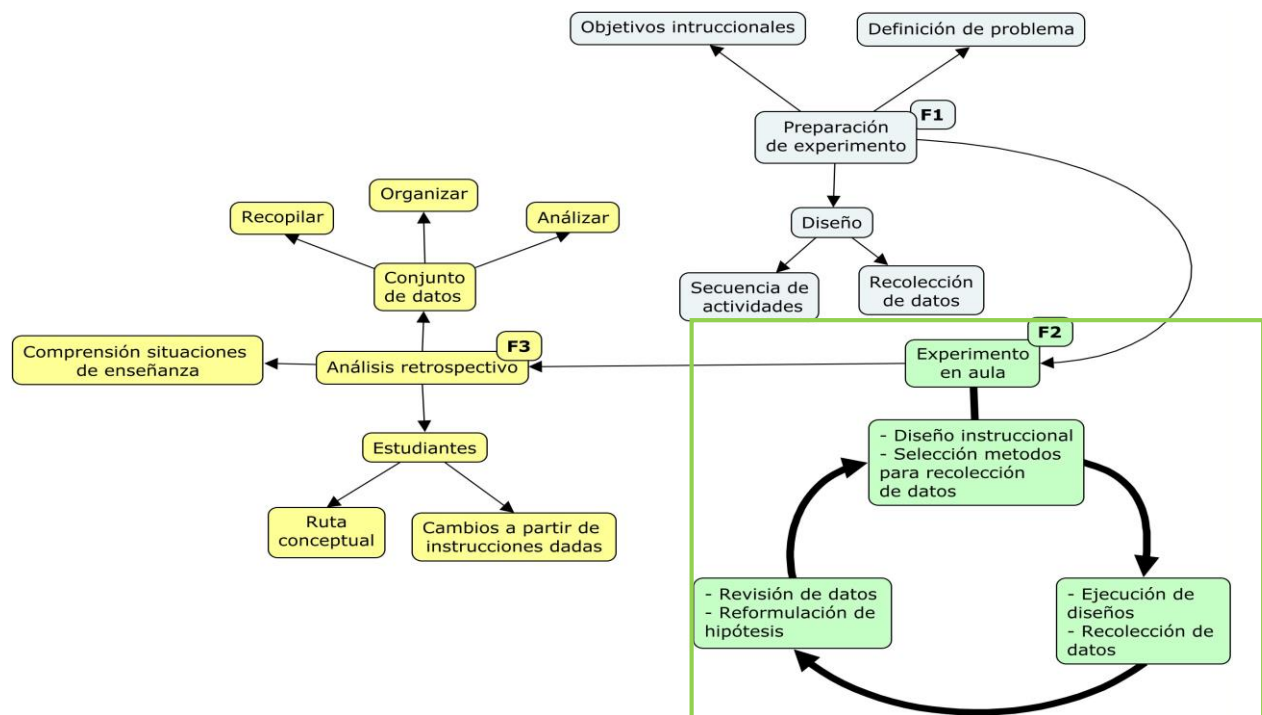 Objetivos intruccionales
Definición de problema
F1
Preparación
de experimento
Diseño
Secuencia de
actividades
Recolección
de datos
F2
Experimento
en aula
- Diseño instruccional
- Selección metodos
para recolección
de datos
- Ejecución de
diseños
- Recolección de
datos
- Revisión de datos
- Reformulación de
hipótesis
F3
Análisis retrospectivo
Conjunto
de datos
Recopilar
Organizar
Análizar
Comprensión situaciones
de enseñanza
Estudiantes
Ruta
conceptual
Cambios a partir de
instrucciones dadas